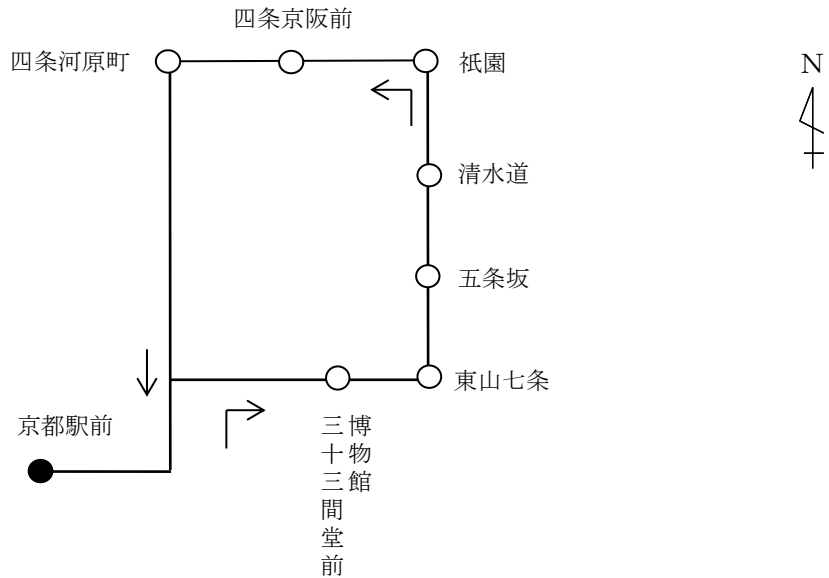 四条京阪前
四条河原町
祇園
N
清水道
五条坂
東山七条
京都駅前
博物館
三十三間堂前